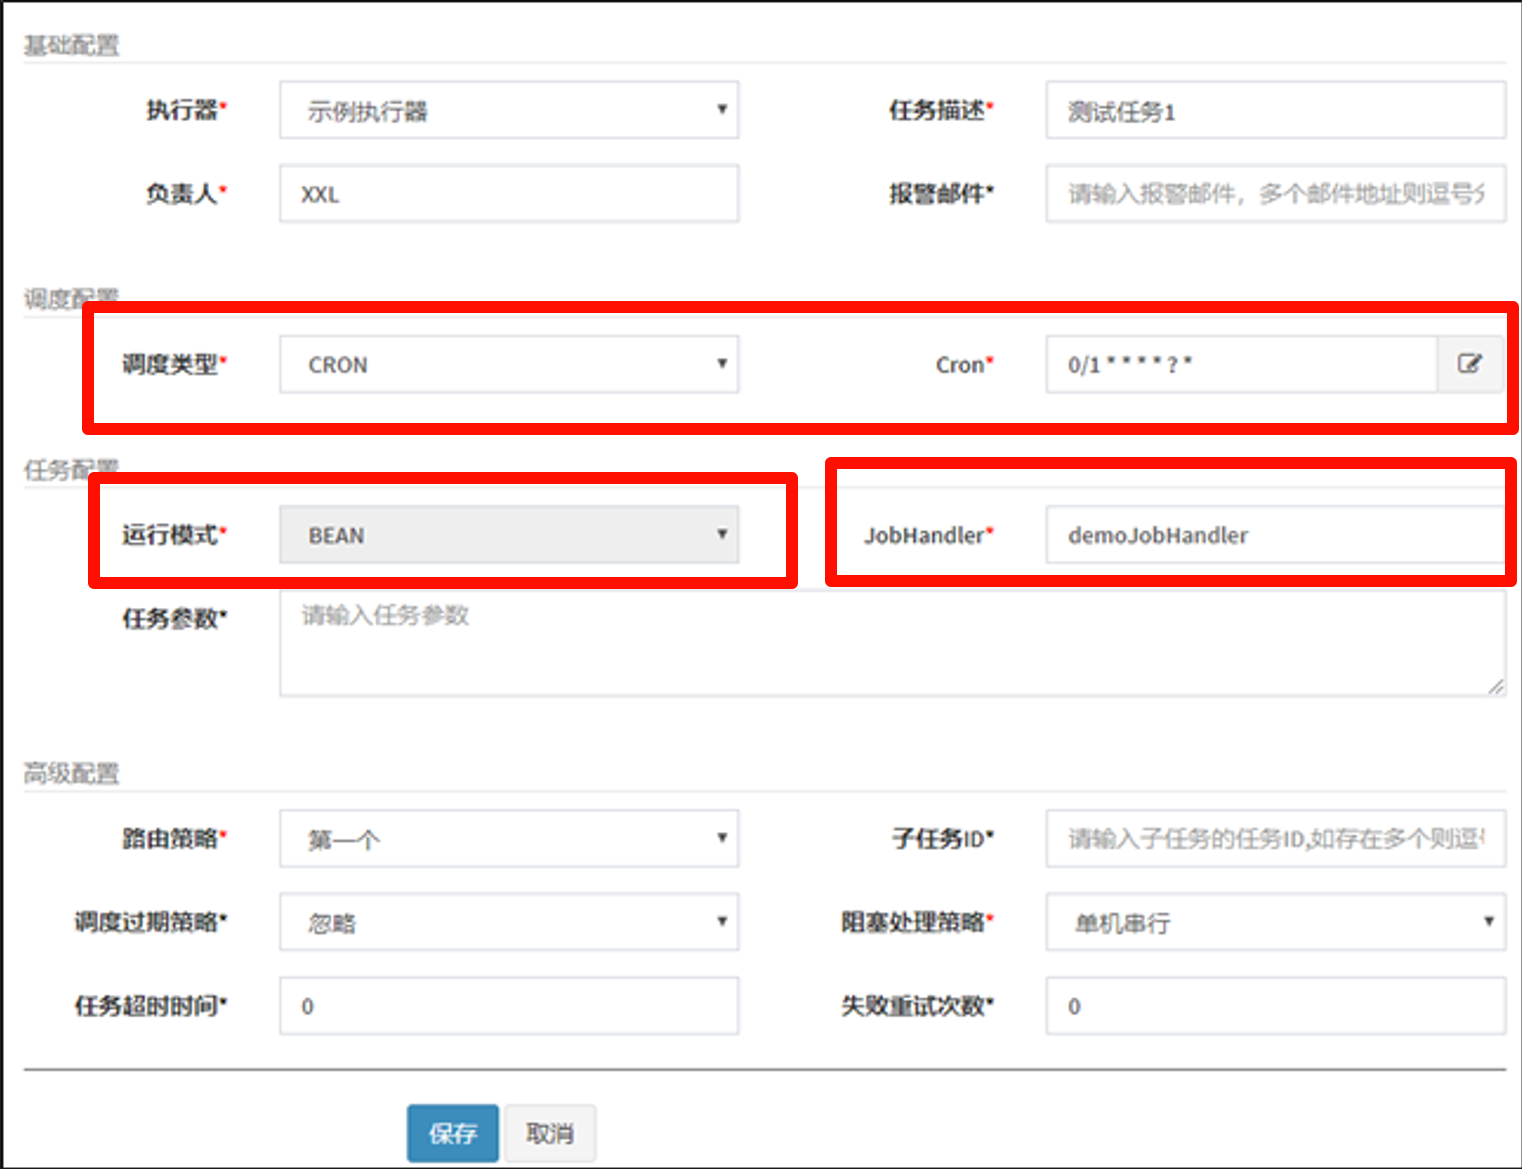 基础配置
执行器* 示例执行器 任务描述* 测试任务1
负责人* XXL 报警邮件* 请输入报警邮件，多个邮件地址则逗号分
调度配置
调度类型* CRON Cron* 0/1 * * * * ? *
任务配置
运行模式* BEAN JobHandler* demoJobHandler
任务参数* 请输入任务参数
高级配置
路由策略* 第一个 子任务ID* 请输入子任务的任务ID,如存在多个则逗
调度过期策略* 忽略 阻塞处理策略* 单机串行
任务超时时间* 0 失败重试次数* 0
保存 取消